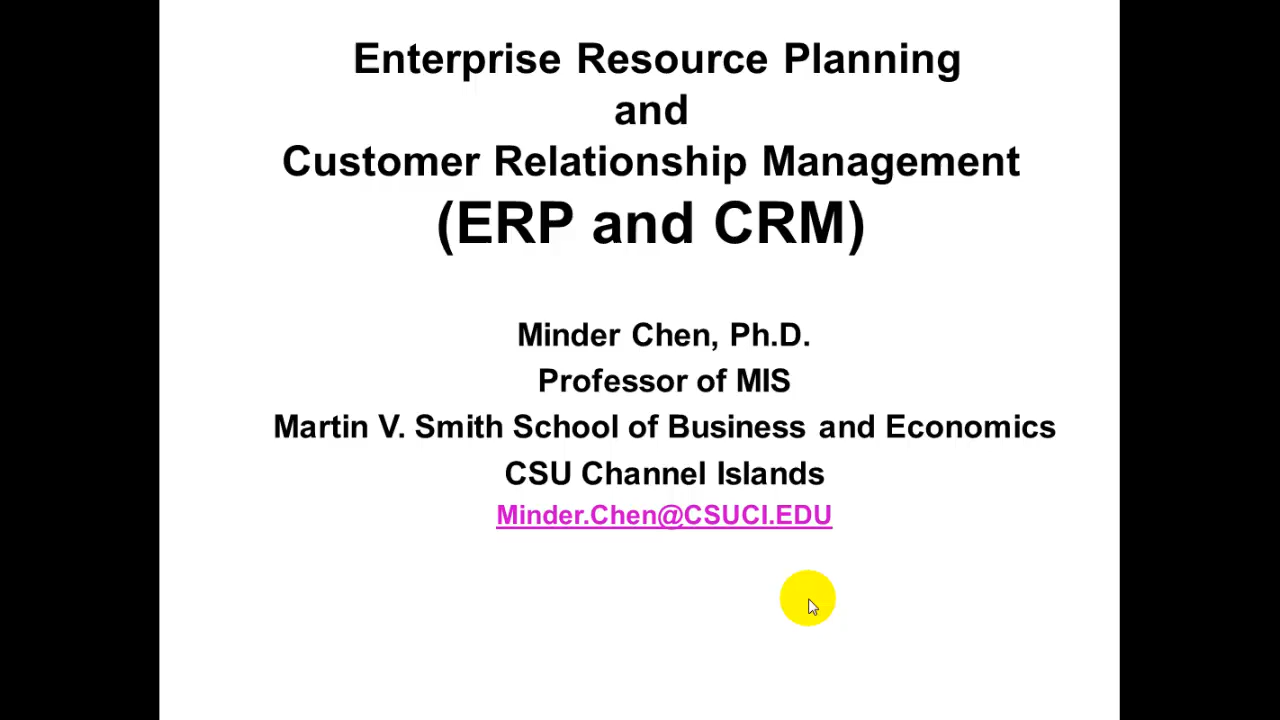 Enterprise Resource Planning
and
Customer Relationship Management
(ERP and CRM)
Minder Chen, Ph.D.
Professor of MIS
Martin V. Smith School of Business and Economics
CSU Channel Islands
Minder.Chen@CSUCI.EDU